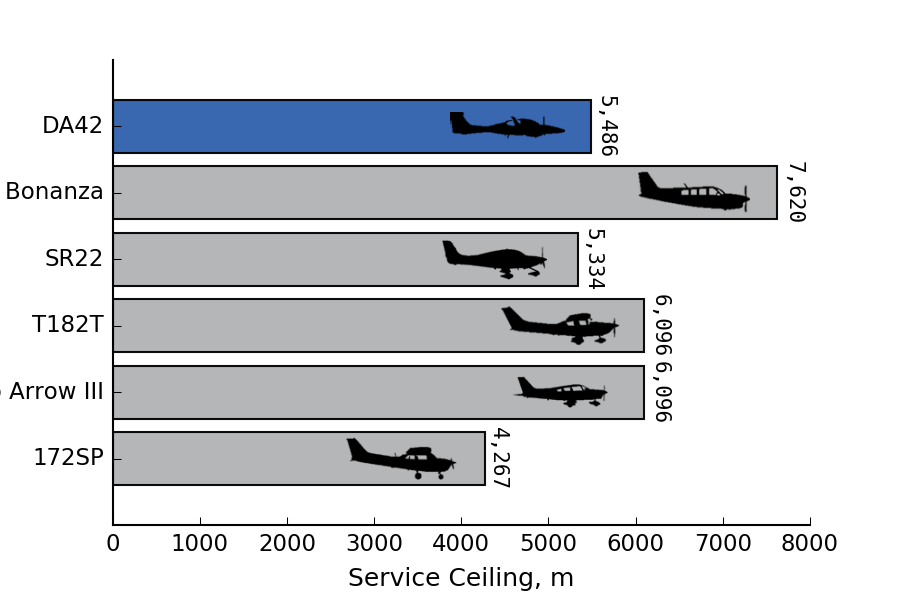 DA42
5,486
Bonanza
7,620
SR22
5,334
T182T
6,096
Arrow III
6,096
172SP
4,267
0 1000 2000 3000 4000 5000 6000 7000 8000
Service Ceiling, m